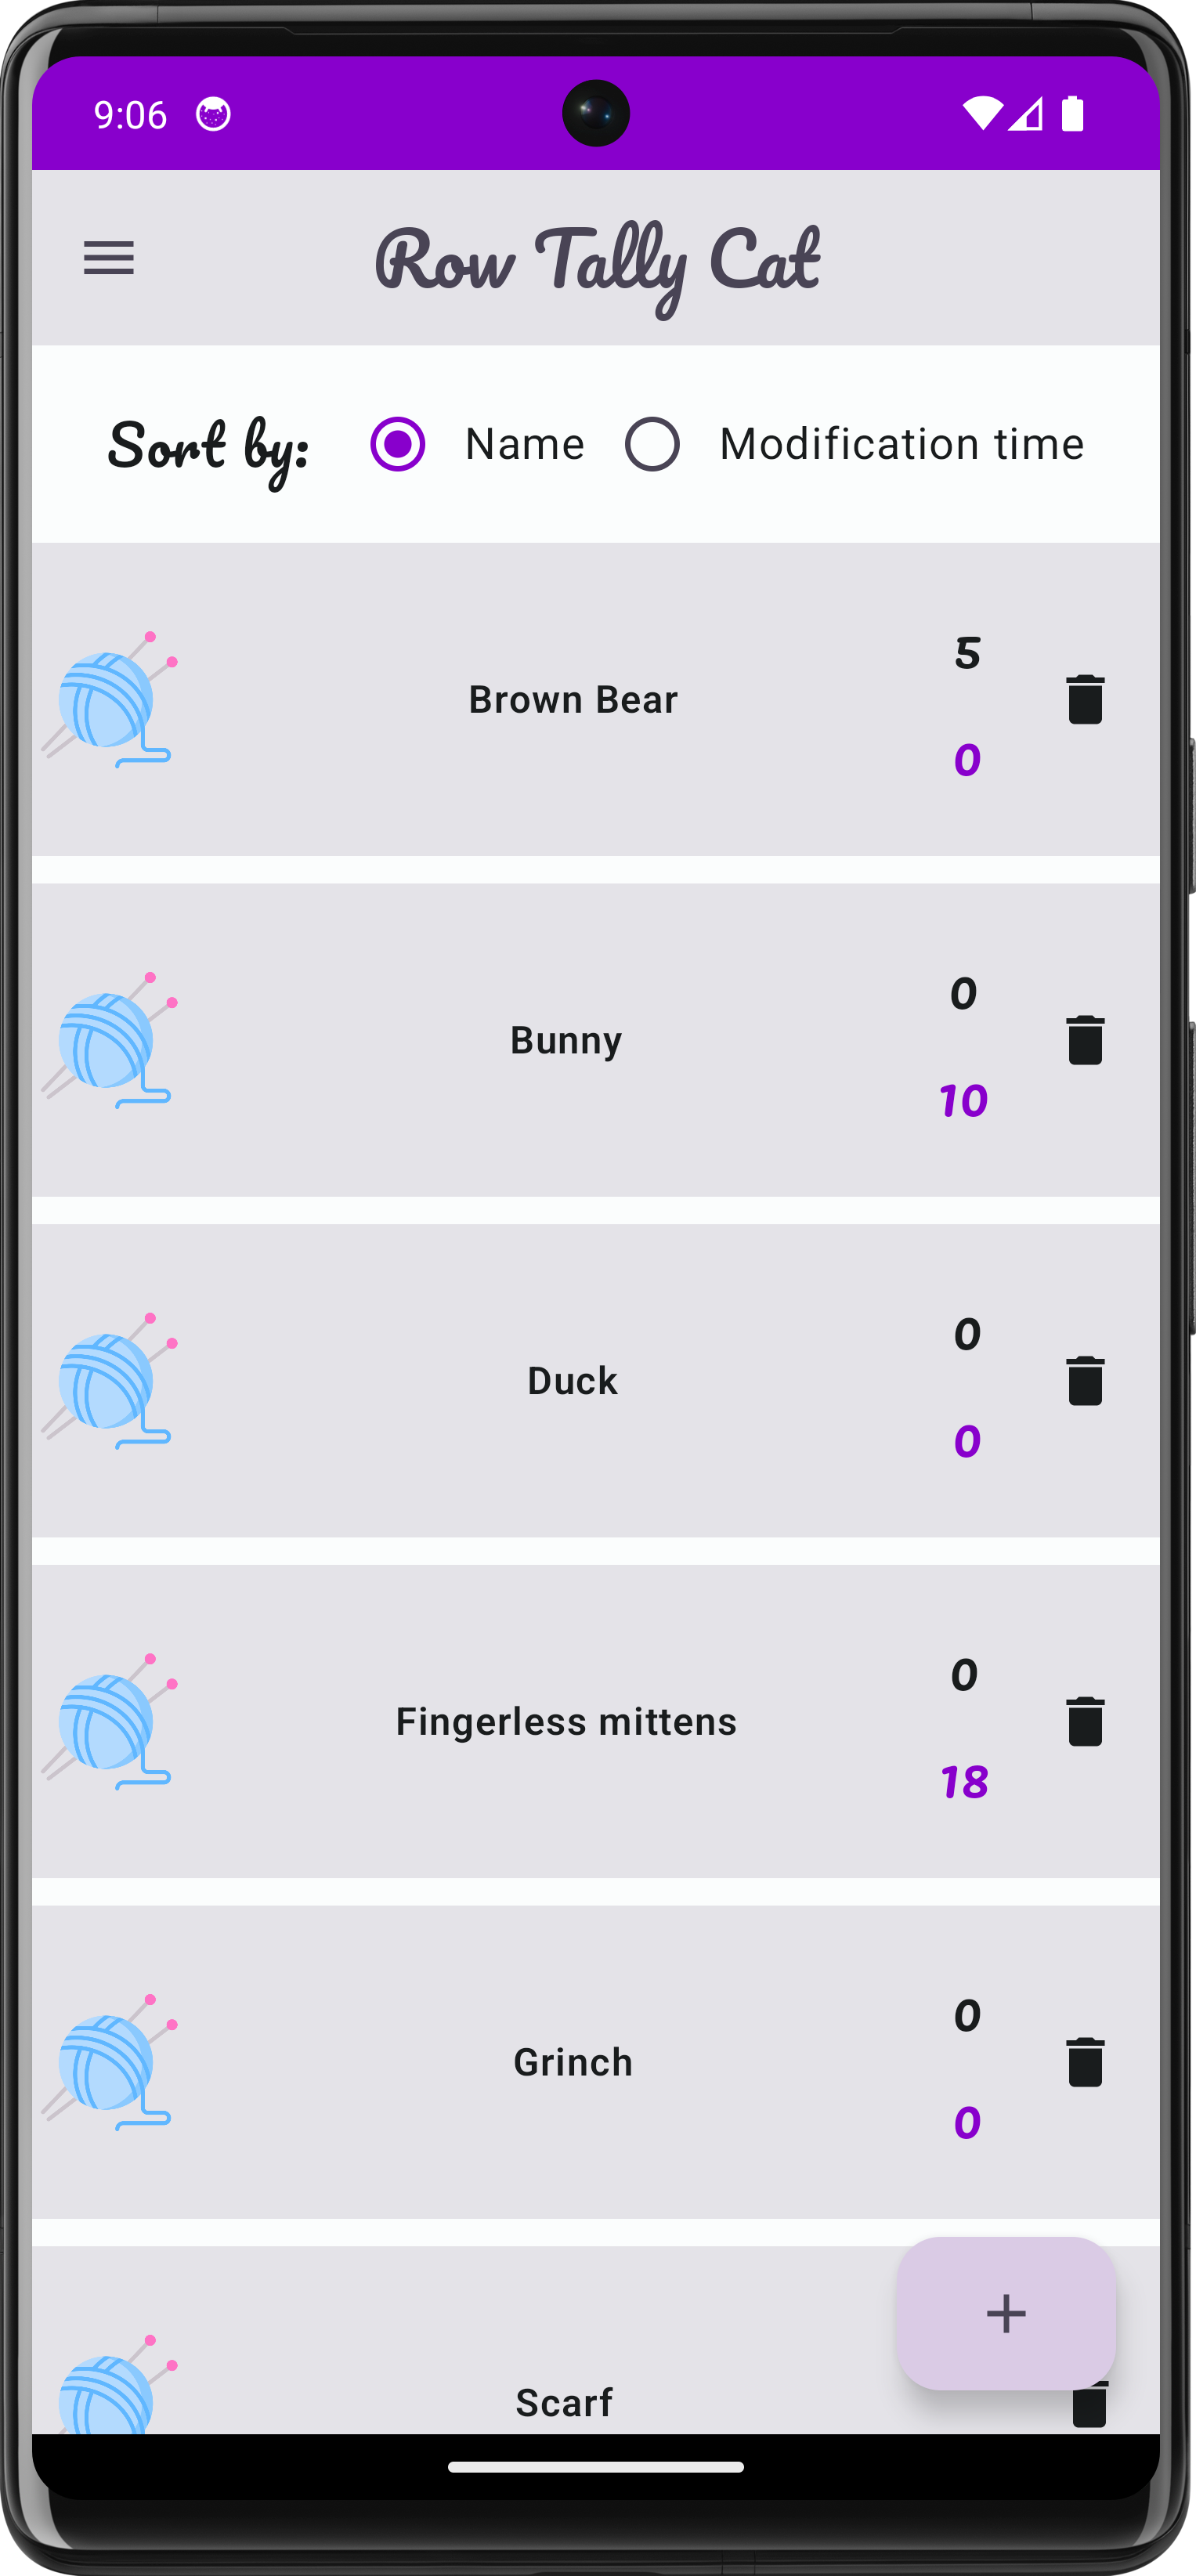 9:06
Row Tally Cat
Sort by: Name Modification time
5
Brown Bear
0
0
Bunny
10
0
Duck
0
0
Fingerless mittens
18
0
Grinch
0
Scarf